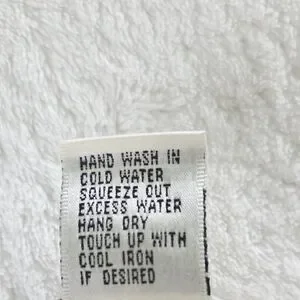 HAND WASH IN
COLD WATER
SQUEEZE OUT
EXCESS WATER
HANG DRY
TOUCH UP WITH
COOL IRON
IF DESIRED